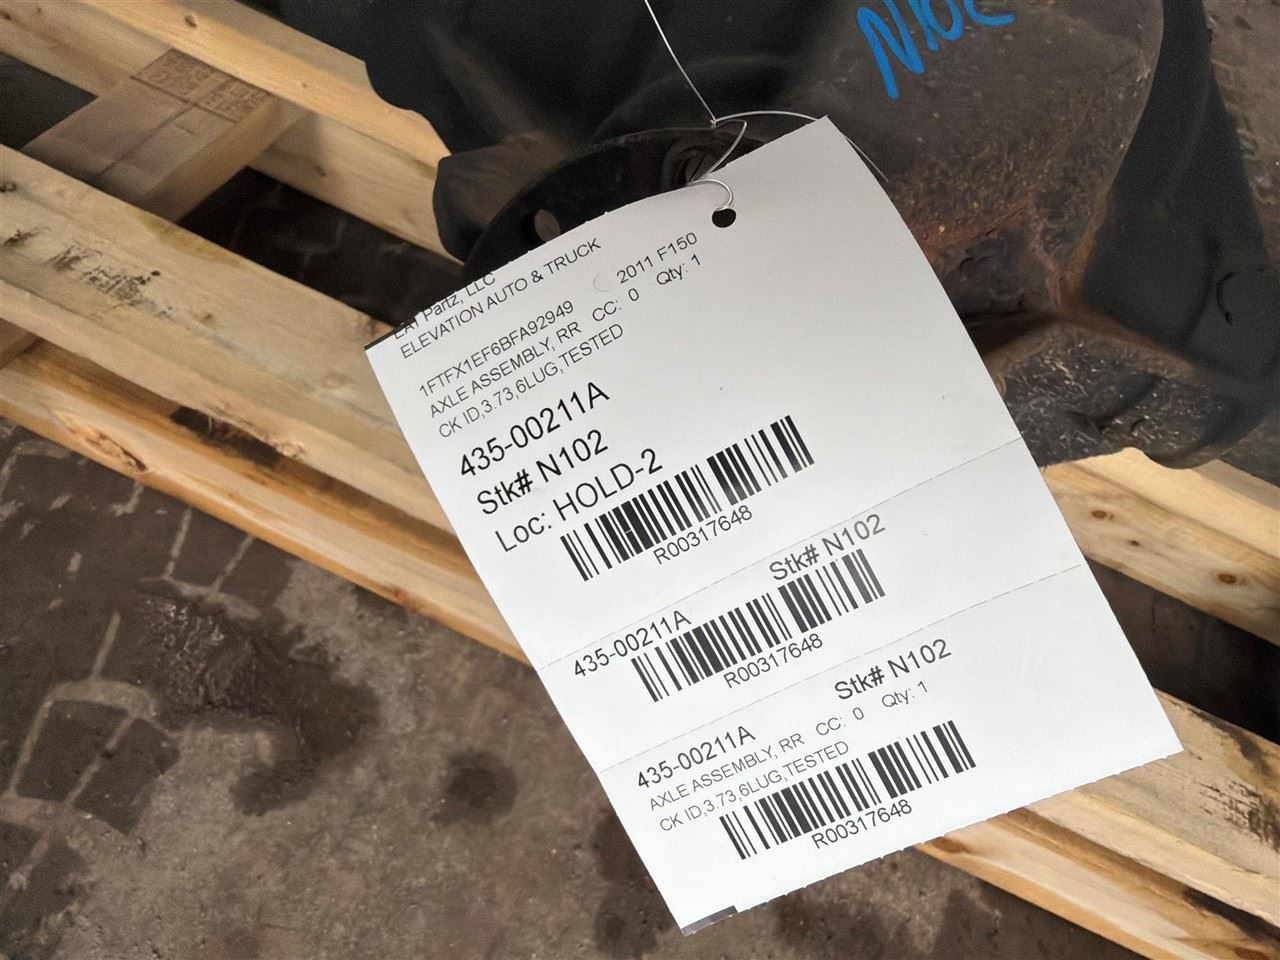 N102
EAT Partz, LLC
ELEVATION AUTO & TRUCK
1FTFX1EF6BFA92949 2011 F150
AXLE ASSEMBLY, RR CC: 0 Qty: 1
CK ID,3.73,6LUG,TESTED
435-00211A
Stk# N102
Loc: HOLD-2
R00317648
435-00211A Stk# N102
R00317648
435-00211A Stk# N102
AXLE ASSEMBLY, RR CC: 0 Qty: 1
CK ID,3.73,6LUG,TESTED
R00317648